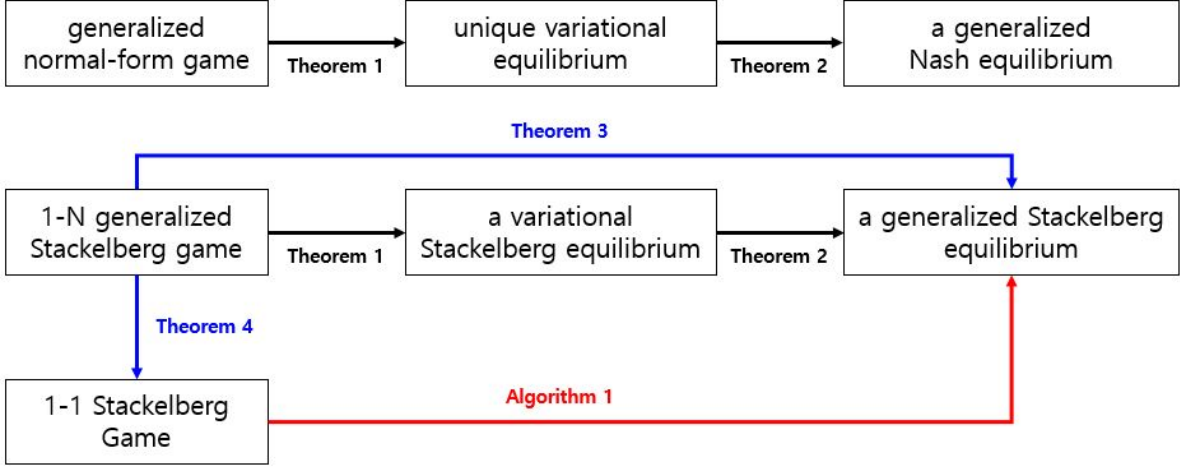 generalized
normal-form game
Theorem 1
unique variational
equilibrium
Theorem 2
a generalized
Nash equilibrium
Theorem 3
1-N generalized
Stackelberg game
Theorem 1
a variational
Stackelberg equilibrium
Theorem 2
a generalized Stackelberg
equilibrium
Theorem 4
1-1 Stackelberg
Game
Algorithm 1